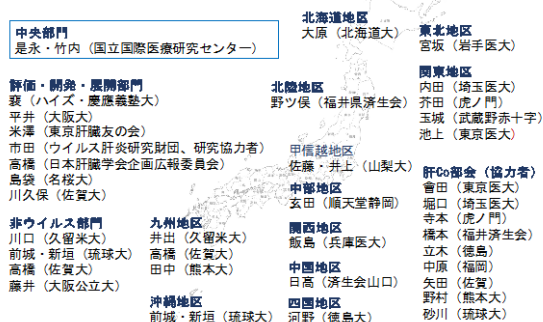 中央部門
是永・竹内（国立国際医療研究センター）
評価・開発・展開部門
裵（ハイズ・慶應義塾大）
平井（大阪大）
米澤（東京肝臓友の会）
市田（ウイルス肝炎研究財団、研究協力者）
高橋（日本肝臓学会企画広報委員会）
島袋（名桜大）
川久保（佐賀大）
非ウイルス部門
川口（久留米大）
前城・新垣（琉球大）
高橋（佐賀大）
藤井（大阪公立大）
九州地区
井出（久留米大）
高橋（佐賀大）
田中（熊本大）
沖縄地区
前城・新垣（琉球大）
北海道地区
大原（北海道大）
北陸地区
野ツ俣（福井県済生会）
甲信越地区
佐藤・井上（山梨大）
中部地区
玄田（順天堂静岡）
関西地区
飯島（兵庫医大）
中国地区
日高（済生会山口）
四国地区
河野（徳島大）
東北地区
宮坂（岩手医大）
関東地区
内田（埼玉医大）
芥田（虎ノ門）
玉城（武蔵野赤十字）
池上（東京医大）
肝Co部会（協力者）
會田（東京医大）
堀口（埼玉医大）
寺本（虎ノ門）
橋本（福井済生会）
立木（徳島）
中原（福岡）
矢田（佐賀）
野村（熊本大）
砂川（琉球大）